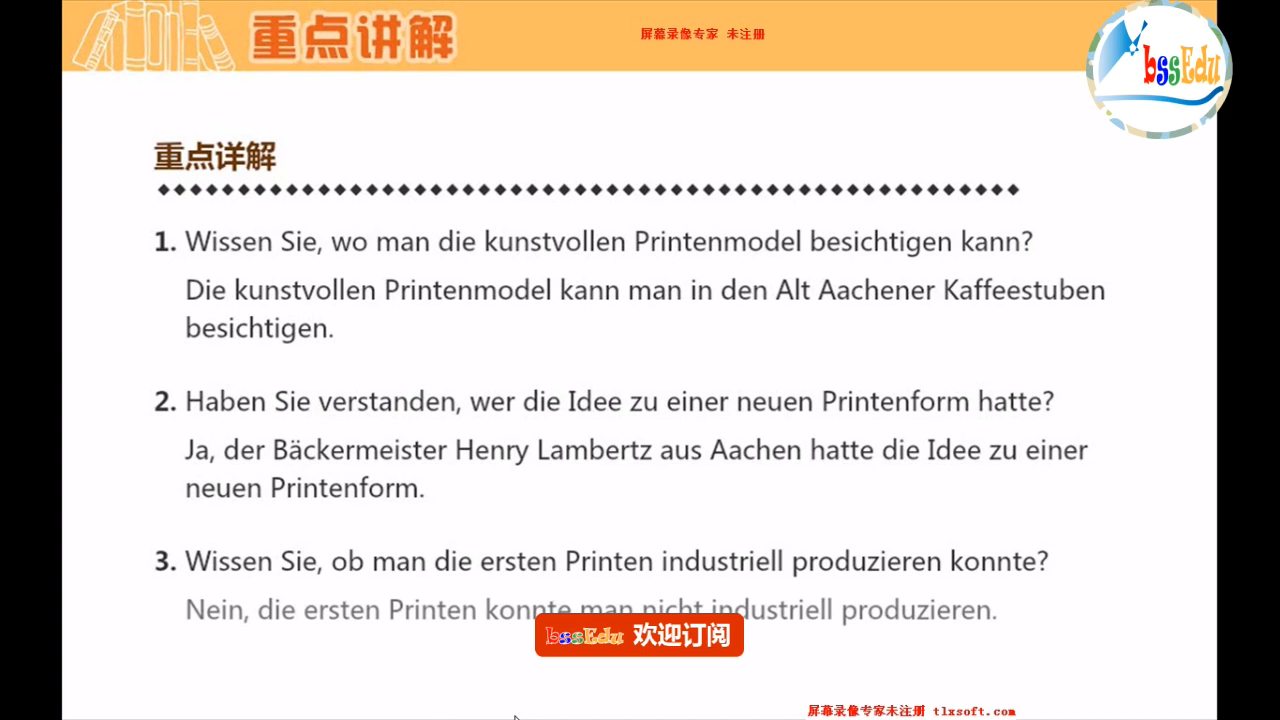 重点讲解
屏幕录像专家 未注册
bssEdu
重点详解
1. Wissen Sie, wo man die kunstvollen Printenmodel besichtigen kann?
Die kunstvollen Printenmodel kann man in den Alt Aachener Kaffeestuben
besichtigen.
2. Haben Sie verstanden, wer die Idee zu einer neuen Printenform hatte?
Ja, der Bäckermeister Henry Lambertz aus Aachen hatte die Idee zu einer
neuen Printenform.
3. Wissen Sie, ob man die ersten Printen industriell produzieren konnte?
Nein, die ersten Printen konnte man nicht industriell produzieren.
bssEdu 欢迎订阅
屏幕录像专家未注册 tlxsoft.com